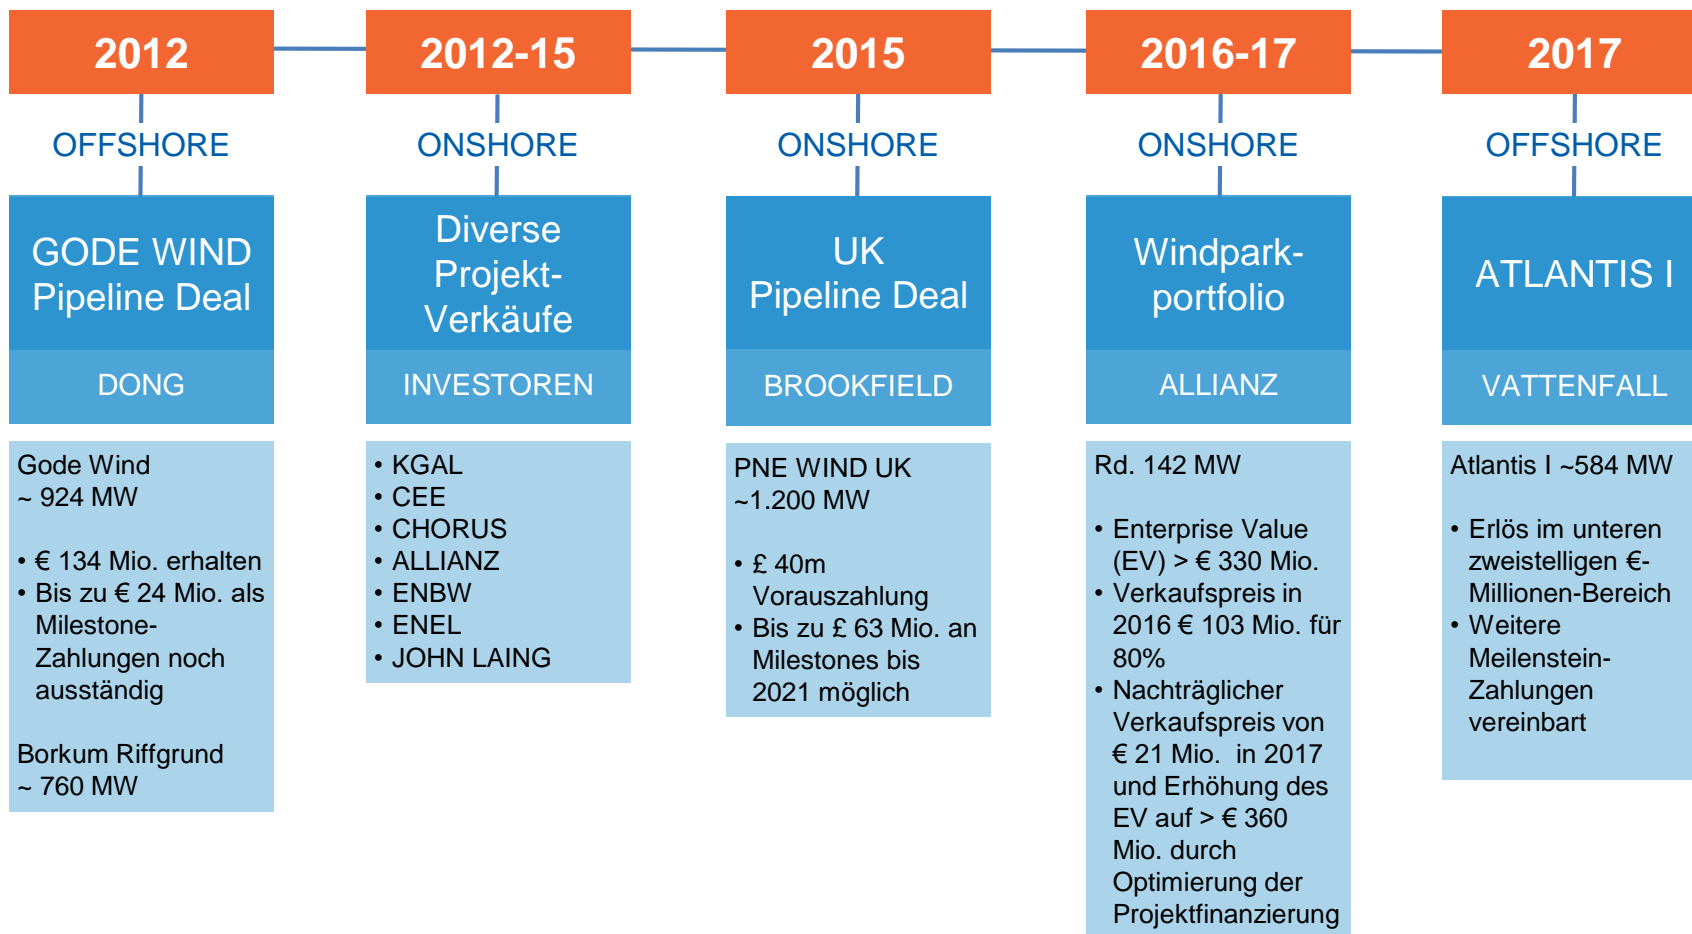 2012
OFFSHORE
GODE WIND
Pipeline Deal
DONG
Gode Wind
~ 924 MW
• € 134 Mio. erhalten
• Bis zu € 24 Mio. als
Milestone-
Zahlungen noch
ausständig
Borkum Riffgrund
~ 760 MW
2012-15
ONSHORE
Diverse
Projekt-
Verkäufe
INVESTOREN
• KGAL
• CEE
• CHORUS
• ALLIANZ
• ENBW
• ENEL
• JOHN LAING
2015
ONSHORE
UK
Pipeline Deal
BROOKFIELD
PNE WIND UK
~1.200 MW
• £ 40m
Vorauszahlung
• Bis zu £ 63 Mio. an
Milestones bis
2021 möglich
2016-17
ONSHORE
Windpark-
portfolio
ALLIANZ
Rd. 142 MW
• Enterprise Value
(EV) > € 330 Mio.
• Verkaufspreis in
2016 € 103 Mio. für
80%
• Nachträglicher
Verkaufspreis von
€ 21 Mio. in 2017
und Erhöhung des
EV auf > € 360
Mio. durch
Optimierung der
Projektfinanzierung
2017
OFFSHORE
ATLANTIS I
VATTENFALL
Atlantis I ~584 MW
• Erlös im unteren
zweistelligen €-
Millionen-Bereich
• Weitere
Meilenstein-
Zahlungen
vereinbart